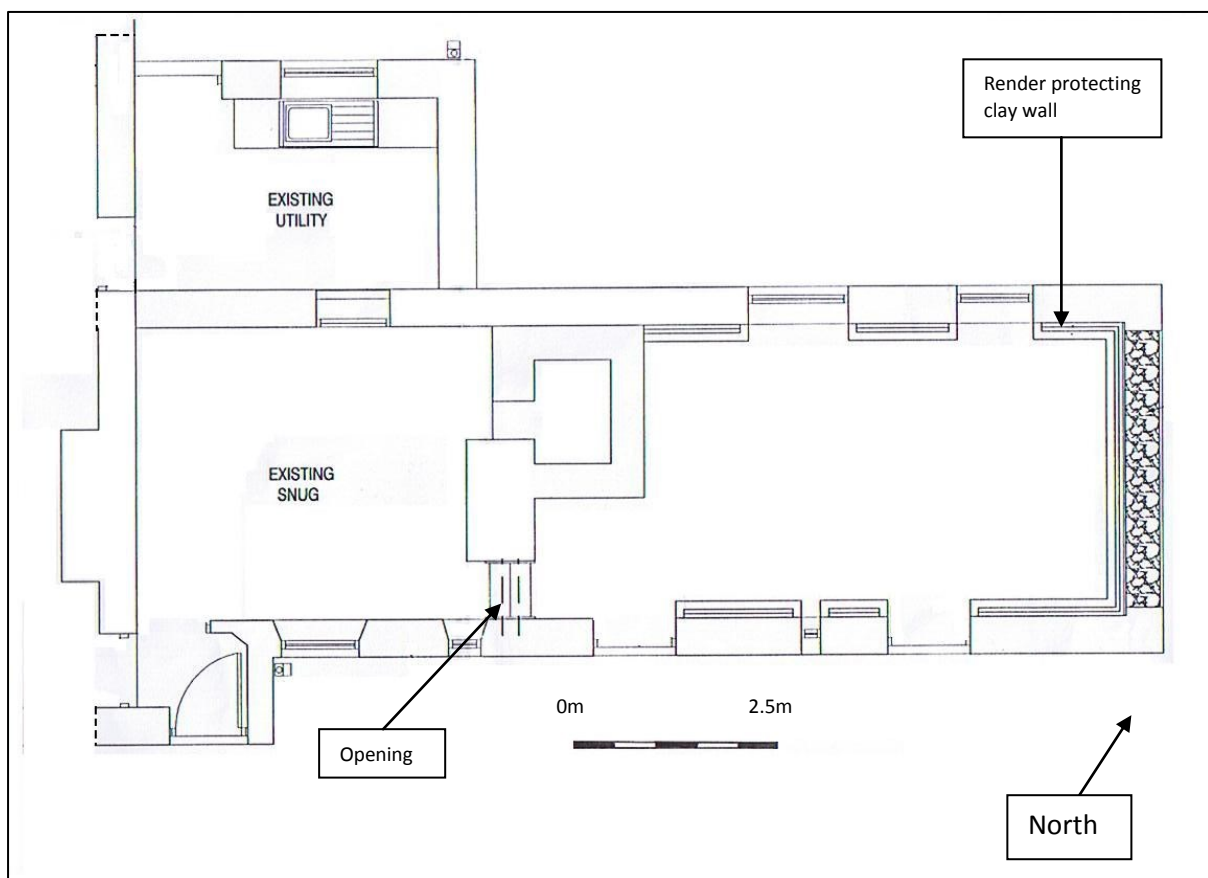 Render protecting
clay wall
EXISTING
UTILITY
EXISTING
SNUG
0m 2.5m
Opening
North